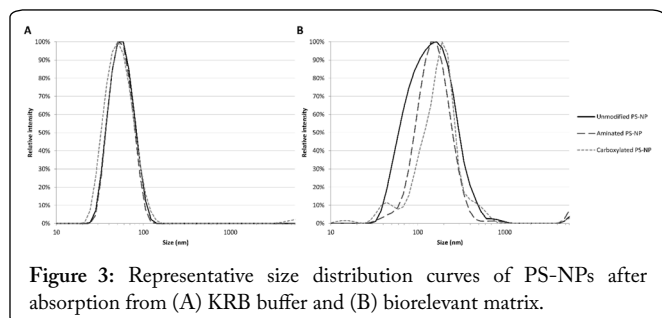 A
B
100%
90%
80%
70%
60%
50%
40%
30%
20%
10%
0%
Relative intensity
10
100
1000
Size (nm)
100%
90%
80%
70%
60%
50%
40%
30%
20%
10%
0%
Relative intensity
10
100
1000
Size (nm)
Unmodified PS-NP
Aminated PS-NP
Carboxylated PS-NP
Figure 3: Representative size distribution curves of PS-NPs after
absorption from (A) KRB buffer and (B) biorelevant matrix.